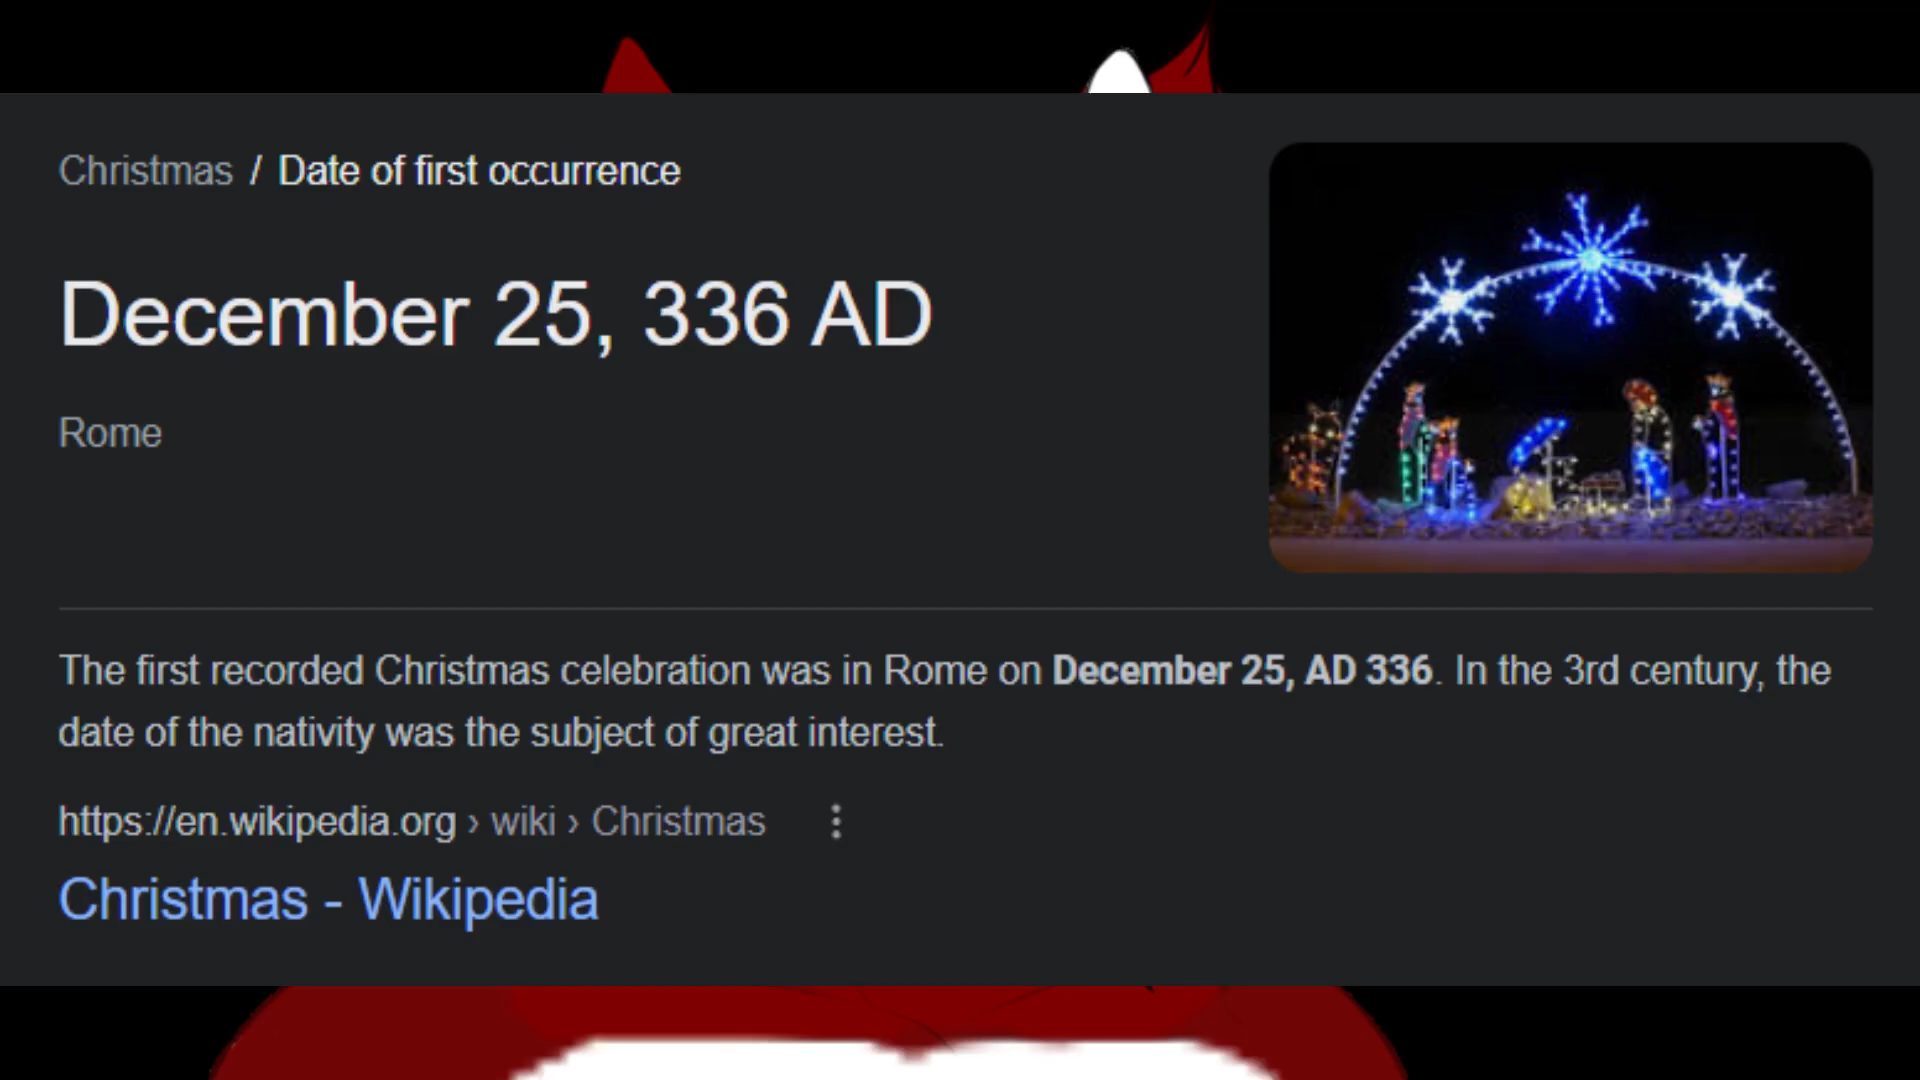 Christmas / Date of first occurrence
December 25, 336 AD
Rome
The first recorded Christmas celebration was in Rome on December 25, AD 336. In the 3rd century, the
date of the nativity was the subject of great interest.
https://en.wikipedia.org › wiki › Christmas
Christmas - Wikipedia